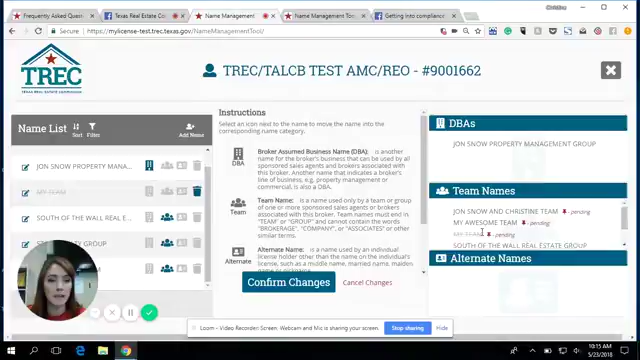 Frequently Asked Quest
Texas Real Estate Co
Name Management
Name Management Too
Getting into compliance
Secure
https://mylicense-test.trec.texas.gov/NameManagementTool/
TREC
TEXAS REAL ESTATE COMMISSION
TREC/TALCB TEST AMC/REO - #9001662
Name List
Sort
Filter
Add Name
JON SNOW PROPERTY MANA...
MY TEAM
SOUTH OF THE WALL REAL E...
Y GROUP
M
Instructions
Select an icon next to the name to move the name into the
corresponding name category.
DBA
Broker Assumed Business Name (DBA): is another
name for the broker's business that can be used by all
sponsored sales agents and brokers associated with
this broker. Another name that indicates a broker's
line of business, e.g. property management or
commercial, is also a DBA.
Team
Team Name: is a name used only by a team or group
of one or more sponsored sales agents or brokers
associated with this broker. Team names must end in
"TEAM" or "GROUP" and cannot contain the words
"BROKERAGE", "COMPANY", or "ASSOCIATES" or other
similar terms.
Alternate
Alternate Name: is a name used by an individual
license holder other than the name on the individual's
license, such as a middle name, married name, maiden
name or nickname.
Confirm Changes
Cancel Changes
DBAs
JON SNOW PROPERTY MANAGEMENT GROUP
Team Names
JON SNOW AND CHRISTINE TEAM - pending
MY AWESOME TEAM - pending
MY TEAM - pending
SOUTH OF THE WALL REAL ESTATE GROUP
Alternate Names
Loom - Video Recorder: Screen, Webcam and Mic is sharing your screen.
Stop sharing
Hide
10:15 AM
5/23/2018